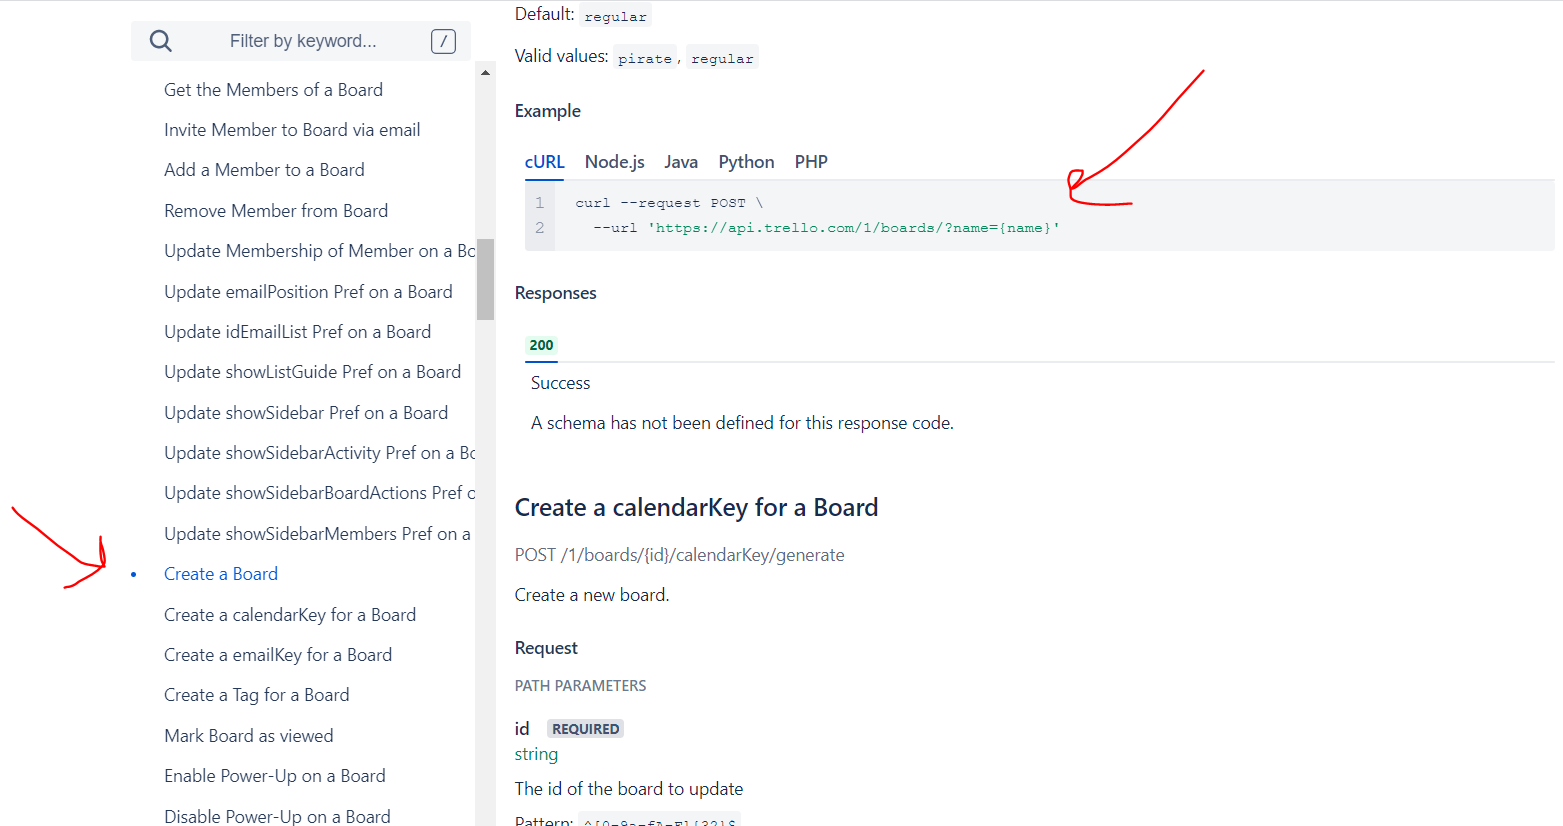 Filter by keyword... /
Get the Members of a Board
Invite Member to Board via email
Add a Member to a Board
Remove Member from Board
Update Membership of Member on a Bo
Update emailPosition Pref on a Board
Update idEmailList Pref on a Board
Update showListGuide Pref on a Board
Update showSidebar Pref on a Board
Update showSidebarActivity Pref on a Bo
Update showSidebarBoardActions Pref o
Update showSidebarMembers Pref on a
Create a Board
Create a calendarKey for a Board
Create a emailKey for a Board
Create a Tag for a Board
Mark Board as viewed
Enable Power-Up on a Board
Disable Power-Up on a Board
Default: regular
Valid values: pirate, regular
Example
cURL Node.js Java Python PHP
1 curl --request POST \
2 --url 'https://api.trello.com/1/boards/?name={name}'
Responses
200
Success
A schema has not been defined for this response code.
Create a calendarKey for a Board
POST /1/boards/{id}/calendarKey/generate
Create a new board.
Request
PATH PARAMETERS
id REQUIRED
string
The id of the board to update
Pattern: ^[0-9a-fA-F]{32}$